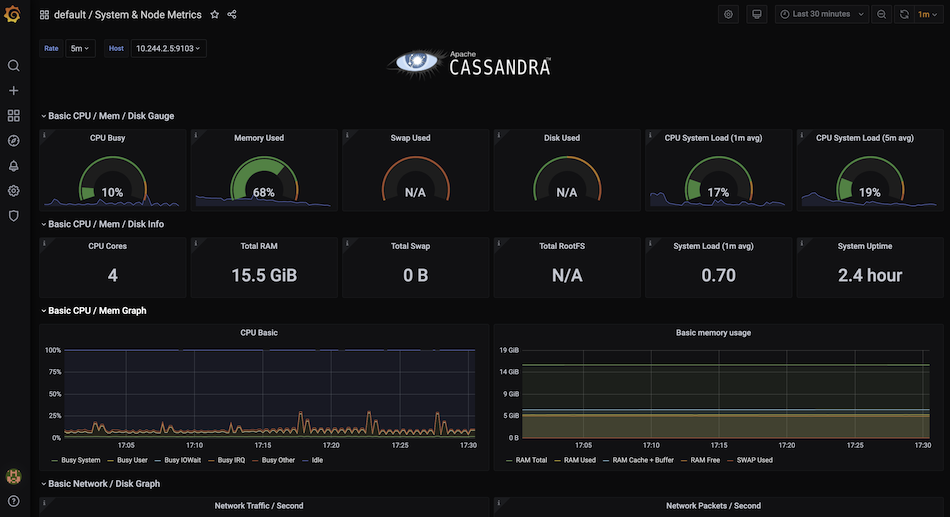 default / System & Node Metrics
Last 30 minutes
1m
Rate 5m Host 10.244.2.5:9103
Apache
CASSANDRA
Basic CPU / Mem / Disk Gauge
CPU Busy Memory Used Swap Used Disk Used CPU System Load (1m avg) CPU System Load (5m avg)
10% 68% N/A N/A 17% 19%
Basic CPU / Mem / Disk Info
CPU Cores Total RAM Total Swap Total RootFS System Load (1m avg) System Uptime
4 15.5 GiB 0 B N/A 0.70 2.4 hour
Basic CPU / Mem Graph
CPU Basic
100%
75%
50%
25%
0%
17:05 17:10 17:15 17:20 17:25 17:30
Busy System Busy User Busy IOWait Busy IRQ Busy Other Idle
Basic memory usage
19 GiB
14 GiB
9 GiB
5 GiB
0 B
17:05 17:10 17:15 17:20 17:25 17:30
RAM Total RAM Used RAM Cache + Buffer RAM Free SWAP Used
Basic Network / Disk Graph
Network Traffic / Second Network Packets / Second